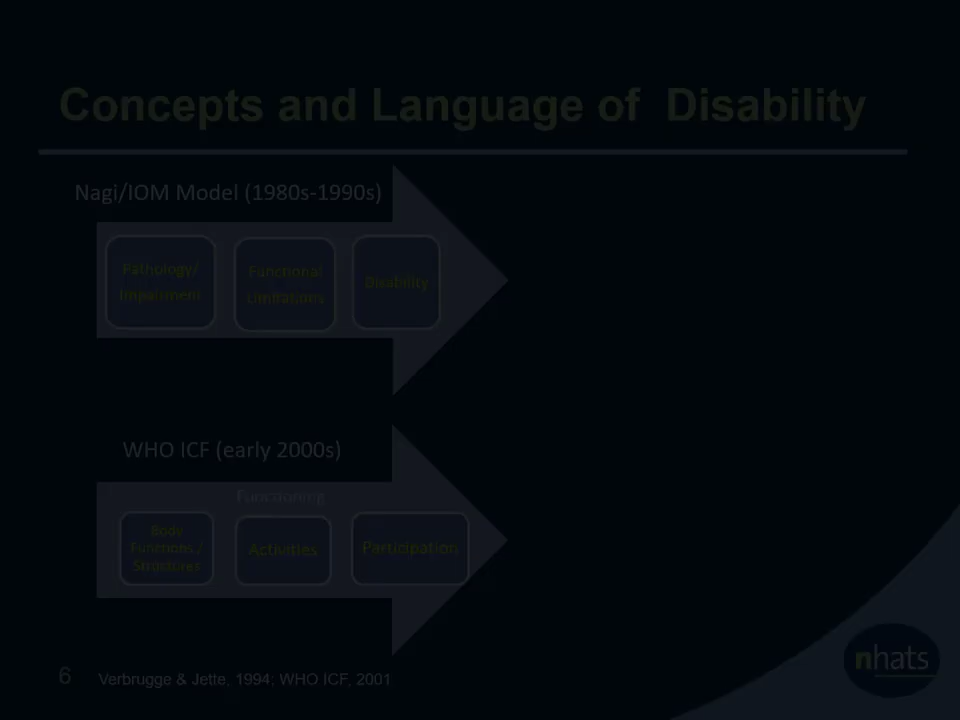 Concepts and Language of  Disability
Nagi/IOM Model (1980s-1990s)
Pathology/
Impairment
Functional
Limitations
Disability
WHO ICF (early 2000s)
Functioning
Body
Functions /
Structures
Activities
Participation
6
Verbrugge & Jette, 1994; WHO ICF, 2001
nhats